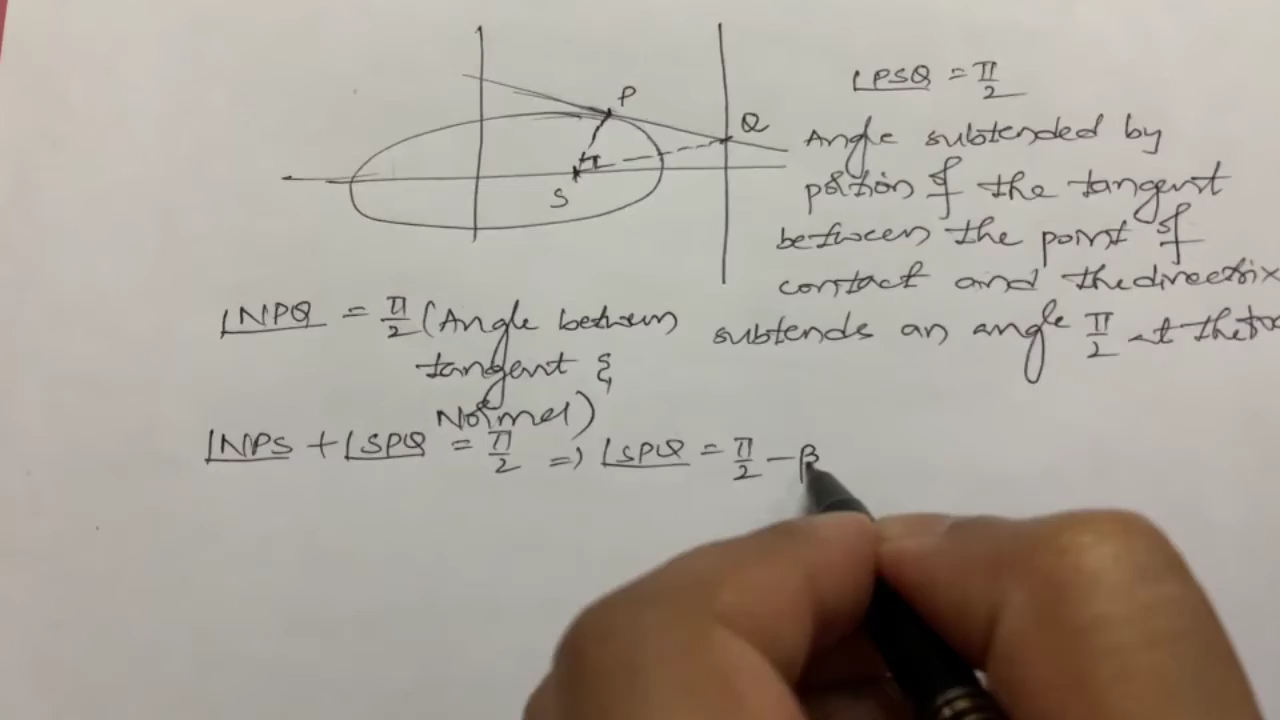 P
Q
S
∠PSQ = π/2
Angle subtended by
portion of the tangent
between the point of
contact and the directrix
subtends an angle π/2 at the
∠NPQ = π/2 (Angle between
tangent &
Normal)
∠NPS + ∠SPQ = π/2 => ∠SPQ = π/2 - β